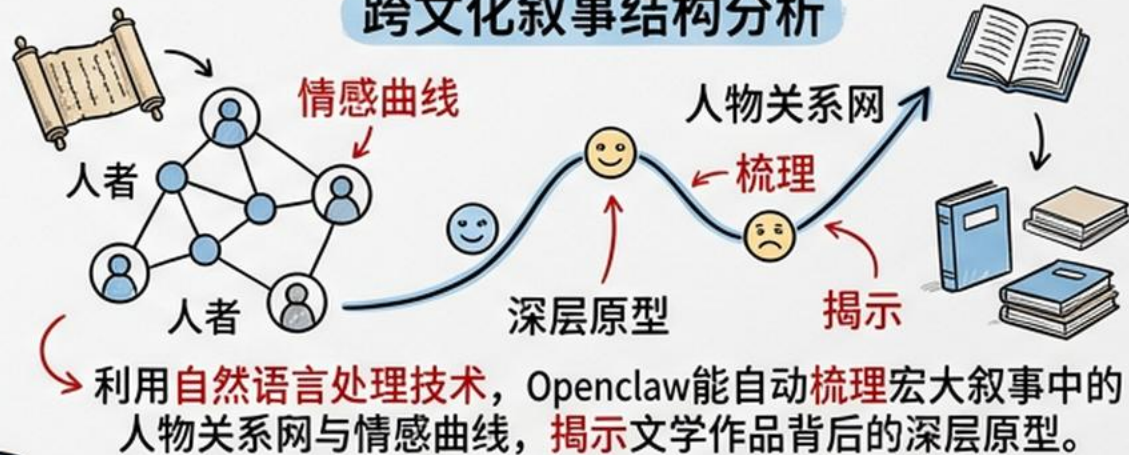 跨文化叙事结构分析
情感曲线
人物关系网
人者
梳理
人者
深层原型
揭示
利用自然语言处理技术，Openclaw能自动梳理宏大叙事中的
人物关系网与情感曲线，揭示文学作品背后的深层原型。